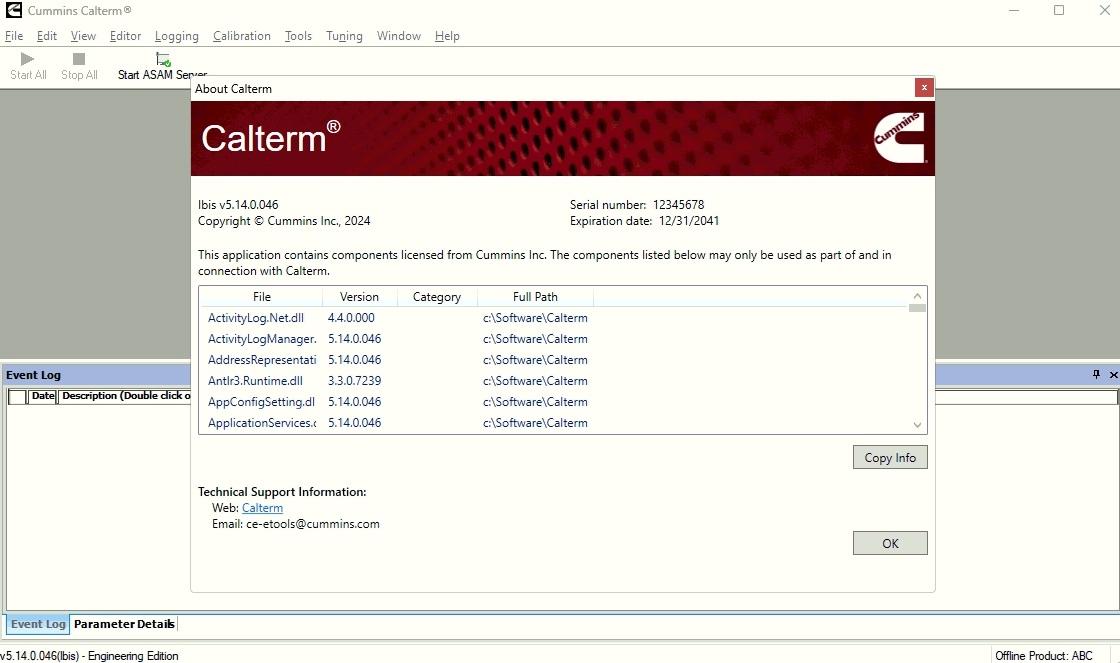 Cummins Calterm®
File Edit View Editor Logging Calibration Tools Tuning Window Help
Start All Stop All Start ASAM Server
About Calterm
Calterm®
Cummins
Ibis v5.14.0.046 Serial number: 12345678
Copyright © Cummins Inc., 2024 Expiration date: 12/31/2041
This application contains components licensed from Cummins Inc. The components listed below may only be used as part of and in
connection with Calterm.
File Version Category Full Path
ActivityLog.Net.dll 4.4.0.000 c:\Software\Calterm
ActivityLogManager. 5.14.0.046 c:\Software\Calterm
AddressRepresentati 5.14.0.046 c:\Software\Calterm
Antlr3.Runtime.dll 3.3.0.7239 c:\Software\Calterm
AppConfigSetting.dl 5.14.0.046 c:\Software\Calterm
ApplicationServices.c 5.14.0.046 c:\Software\Calterm
Event Log
Date Description (Double click o
Copy Info
Technical Support Information:
Web: Calterm
Email: ce-etools@cummins.com
OK
Event Log Parameter Details
v5.14.0.046(Ibis) - Engineering Edition Offline Product: ABC